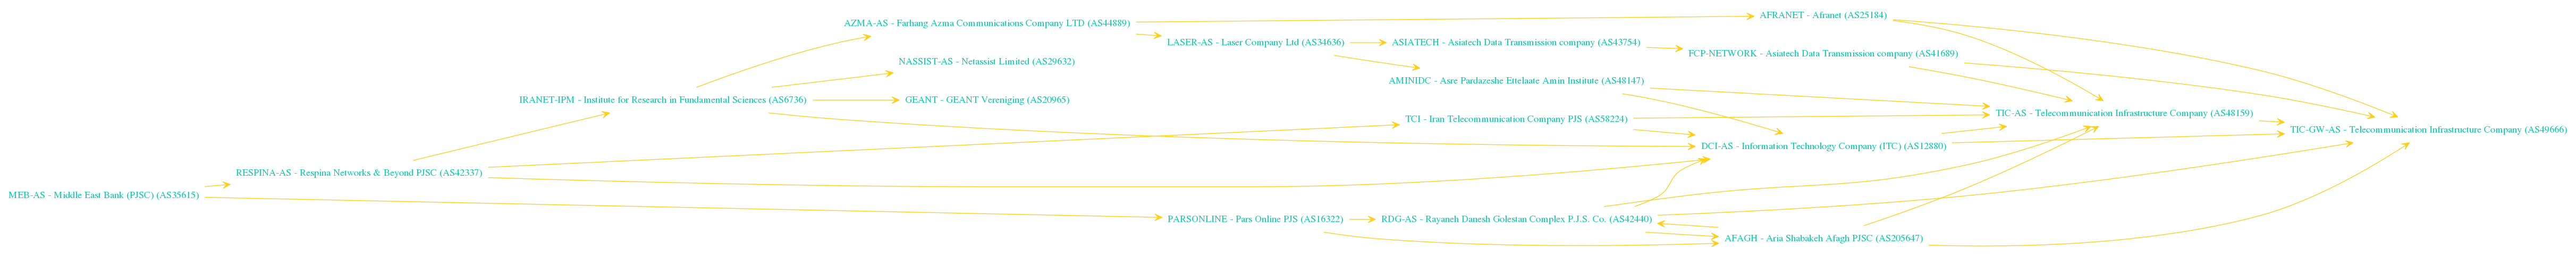 AZMA-AS - Farhang Azma Communications Company LTD (AS44889)
AFRANET - Afranet (AS25184)
LASER-AS - Laser Company Ltd (AS34636)
ASIATECH - Asiatech Data Transmission company (AS43754)
FCP-NETWORK - Asiatech Data Transmission company (AS41689)
NASSIST-AS - Netassist Limited (AS29632)
AMINIDC - Asre Pardazeshe Ettelaate Amin Institute (AS48147)
IRANET-IPM - Institute for Research in Fundamental Sciences (AS6736)
GEANT - GEANT Vereniging (AS20965)
TIC-AS - Telecommunication Infrastructure Company (AS48159)
TCI - Iran Telecommunication Company PJS (AS58224)
TIC-GW-AS - Telecommunication Infrastructure Company (AS49666)
DCI-AS - Information Technology Company (ITC) (AS12880)
RESPINA-AS - Respina Networks & Beyond PJSC (AS42337)
MEB-AS - Middle East Bank (PJSC) (AS35615)
PARSONLINE - Pars Online PJS (AS16322)
RDG-AS - Rayaneh Danesh Golestan Complex P.J.S. Co. (AS42440)
AFAGH - Aria Shabakeh Afagh PJSC (AS205647)